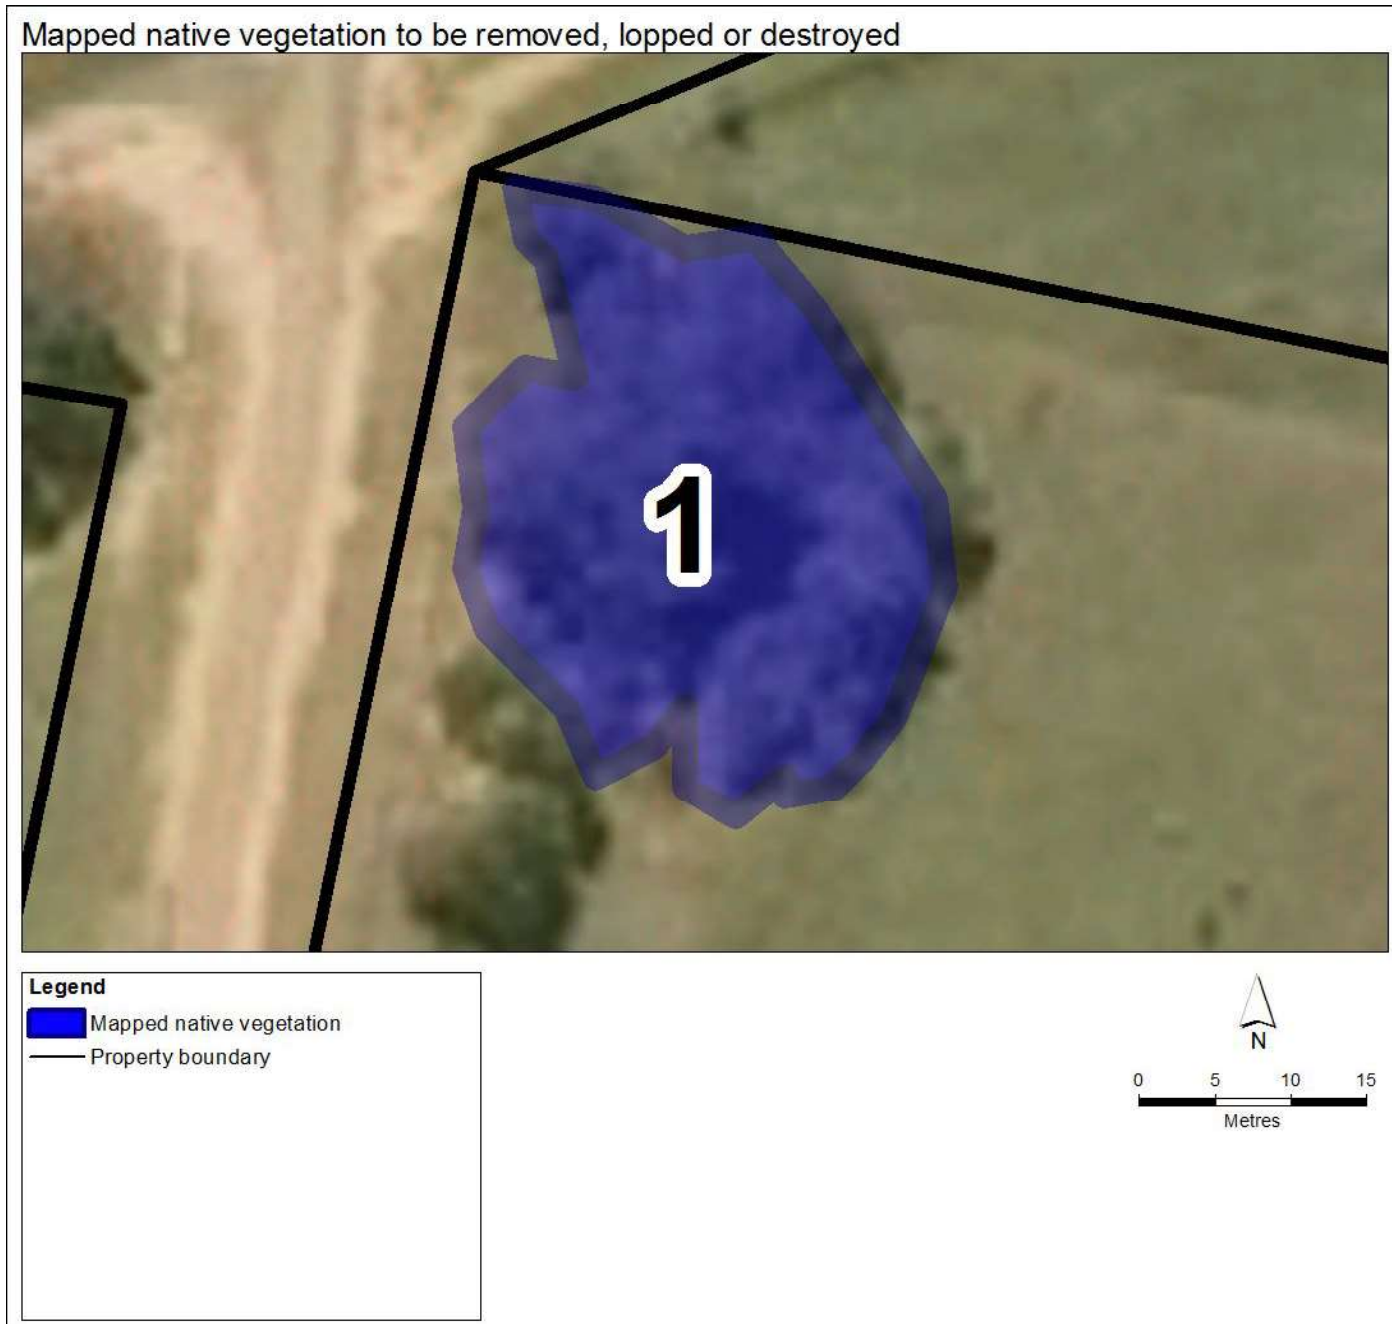 Mapped native vegetation to be removed, lopped or destroyed
1
Legend
Mapped native vegetation
Property boundary
N
0 5 10 15
Metres